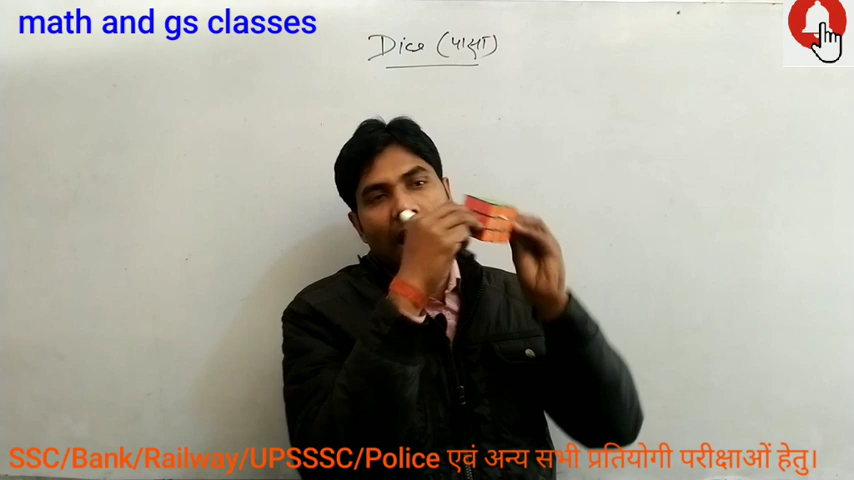 math and gs classes
Dice (पासा)
SSC/Bank/Railway/UPSSSC/Police एवं अन्य सभी प्रतियोगी परीक्षाओं हेतु।